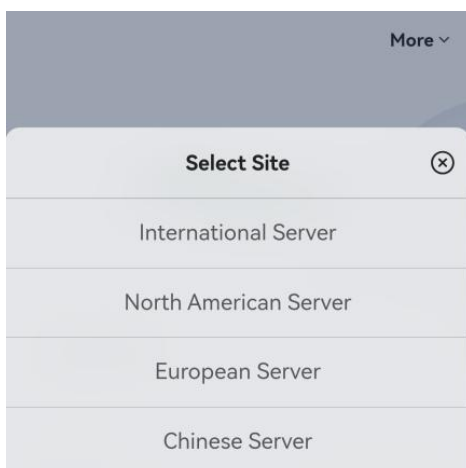 More
Select Site
International Server
North American Server
European Server
Chinese Server